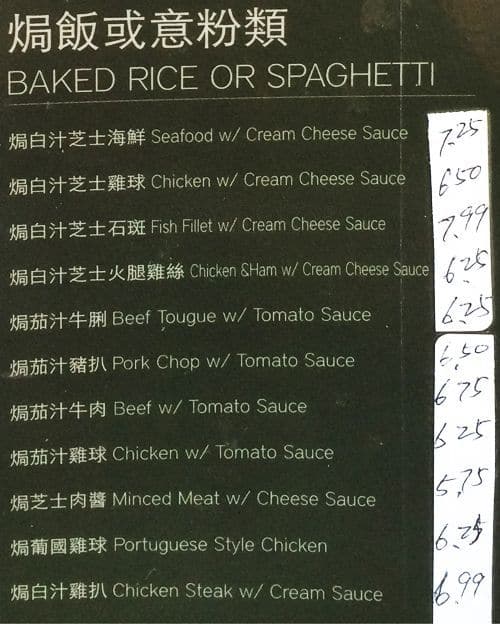 焗飯或意粉類
BAKED RICE OR SPAGHETTI
焗白汁芝士海鮮 Seafood w/ Cream Cheese Sauce 7.25
焗白汁芝士雞球 Chicken w/ Cream Cheese Sauce 6.50
焗白汁芝士石斑 Fish Fillet w/ Cream Cheese Sauce 7.99
焗白汁芝士火腿雞絲 Chicken &Ham w/ Cream Cheese Sauce 6.25
焗茄汁牛脷 Beef Tougue w/ Tomato Sauce 6.25
焗茄汁豬扒 Pork Chop w/ Tomato Sauce 6.50
焗茄汁牛肉 Beef w/ Tomato Sauce 6.75
焗茄汁雞球 Chicken w/ Tomato Sauce 6.25
焗芝士肉醬 Minced Meat w/ Cheese Sauce 5.75
焗葡國雞球 Portuguese Style Chicken 6.25
焗白汁雞扒 Chicken Steak w/ Cream Sauce 6.99